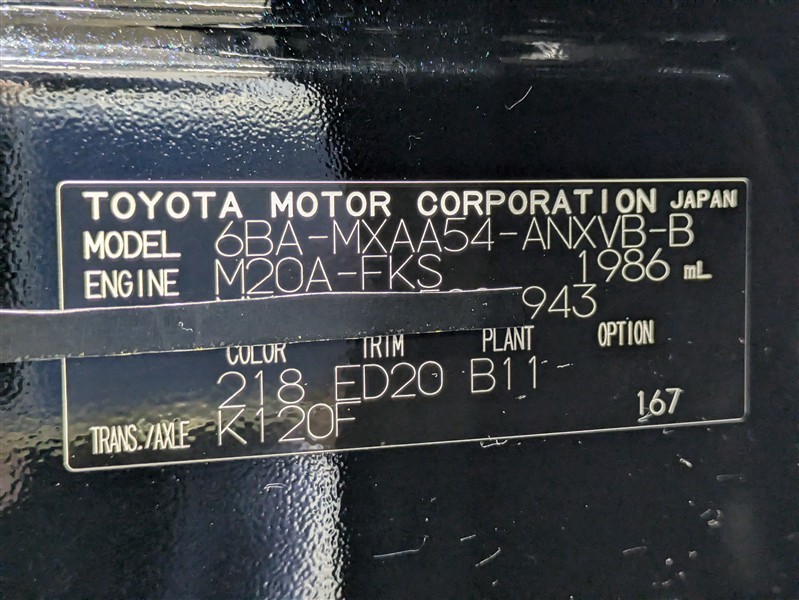 TOYOTA MOTOR CORPORATION JAPAN
MODEL 6BA-MXAA54-ANXVB-B
ENGINE M20A-FKS 1986 mL
943
COLOR TRIM PLANT OPTION
218 ED20 B11
TRANS./AXLE K120F 167